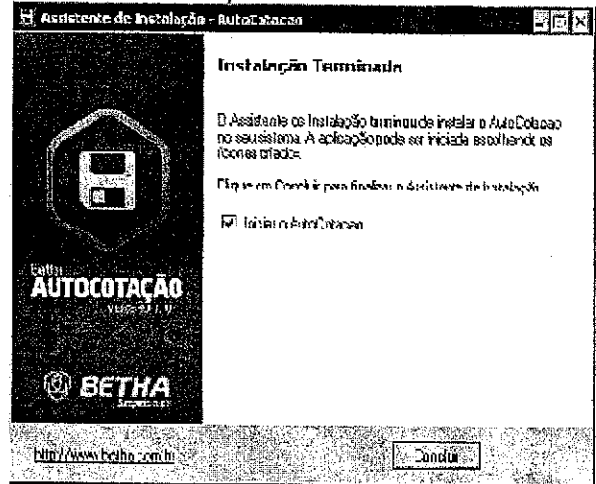 Assistente de Instalação - AutoCotacao
Instalação Terminada
O Assistente de Instalação terminou de instalar o AutoCotacao
no seu sistema. A aplicação pode ser iniciada escolhendo os
ícones criados.
Clique em Concluir para finalizar o Assistente de Instalação.
Iniciar o AutoCotacao
Betha
AUTOCOTAÇÃO
BETHA
http://www.betha.com.br
Concluir